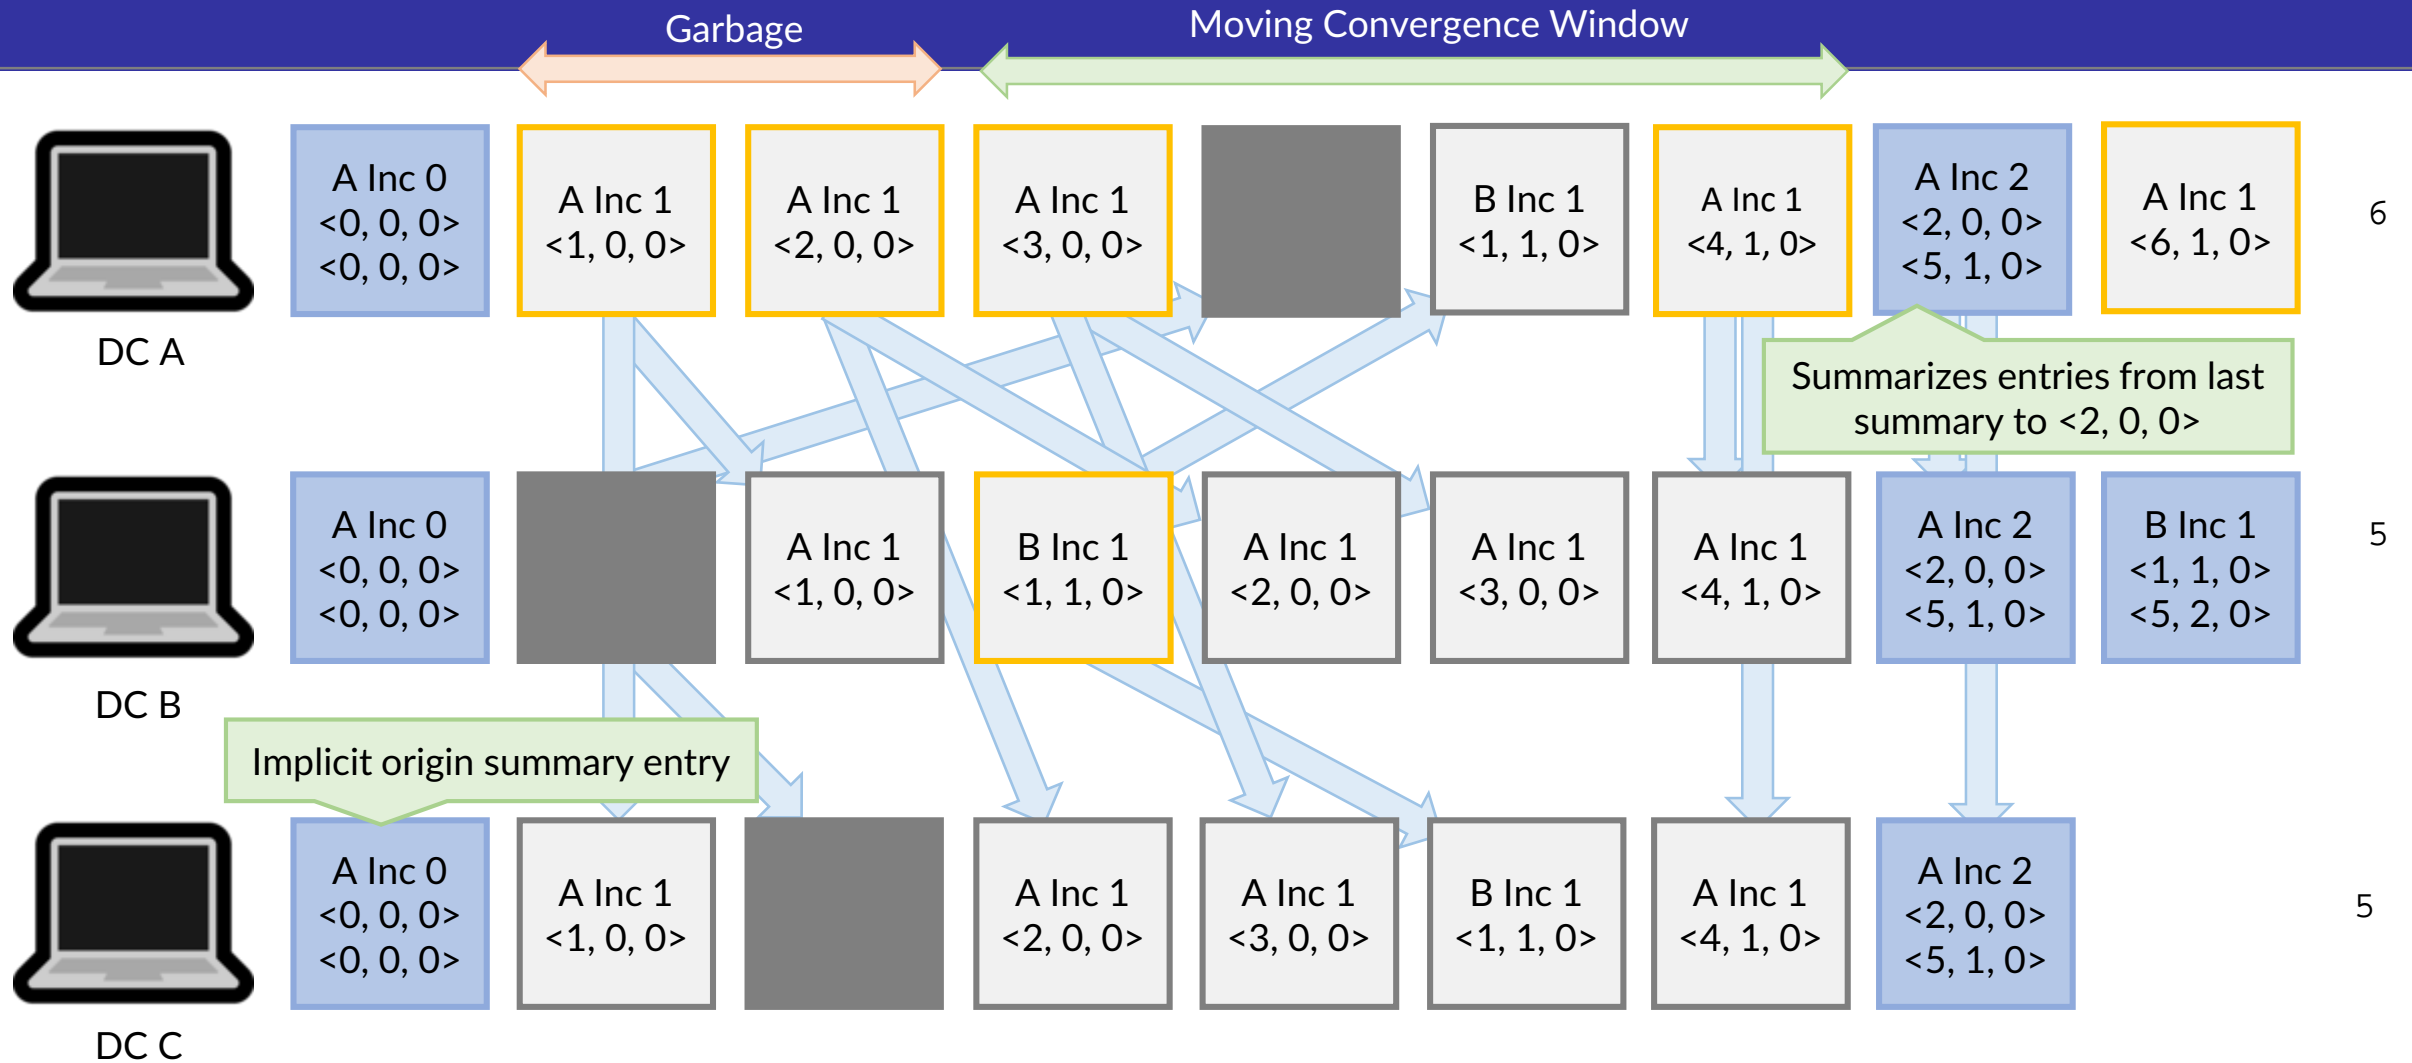 Garbage
Moving Convergence Window
A Inc 0
<0, 0, 0>
<0, 0, 0>
A Inc 1
<1, 0, 0>
A Inc 1
<2, 0, 0>
A Inc 1
<3, 0, 0>
B Inc 1
<1, 1, 0>
A Inc 1
<4, 1, 0>
A Inc 2
<2, 0, 0>
<5, 1, 0>
A Inc 1
<6, 1, 0>
6
DC A
Summarizes entries from last
summary to <2, 0, 0>
A Inc 0
<0, 0, 0>
<0, 0, 0>
A Inc 1
<1, 0, 0>
B Inc 1
<1, 1, 0>
A Inc 1
<2, 0, 0>
A Inc 1
<3, 0, 0>
A Inc 1
<4, 1, 0>
A Inc 2
<2, 0, 0>
<5, 1, 0>
B Inc 1
<1, 1, 0>
<5, 2, 0>
5
DC B
Implicit origin summary entry
A Inc 0
<0, 0, 0>
<0, 0, 0>
A Inc 1
<1, 0, 0>
A Inc 1
<2, 0, 0>
A Inc 1
<3, 0, 0>
B Inc 1
<1, 1, 0>
A Inc 1
<4, 1, 0>
A Inc 2
<2, 0, 0>
<5, 1, 0>
5
DC C